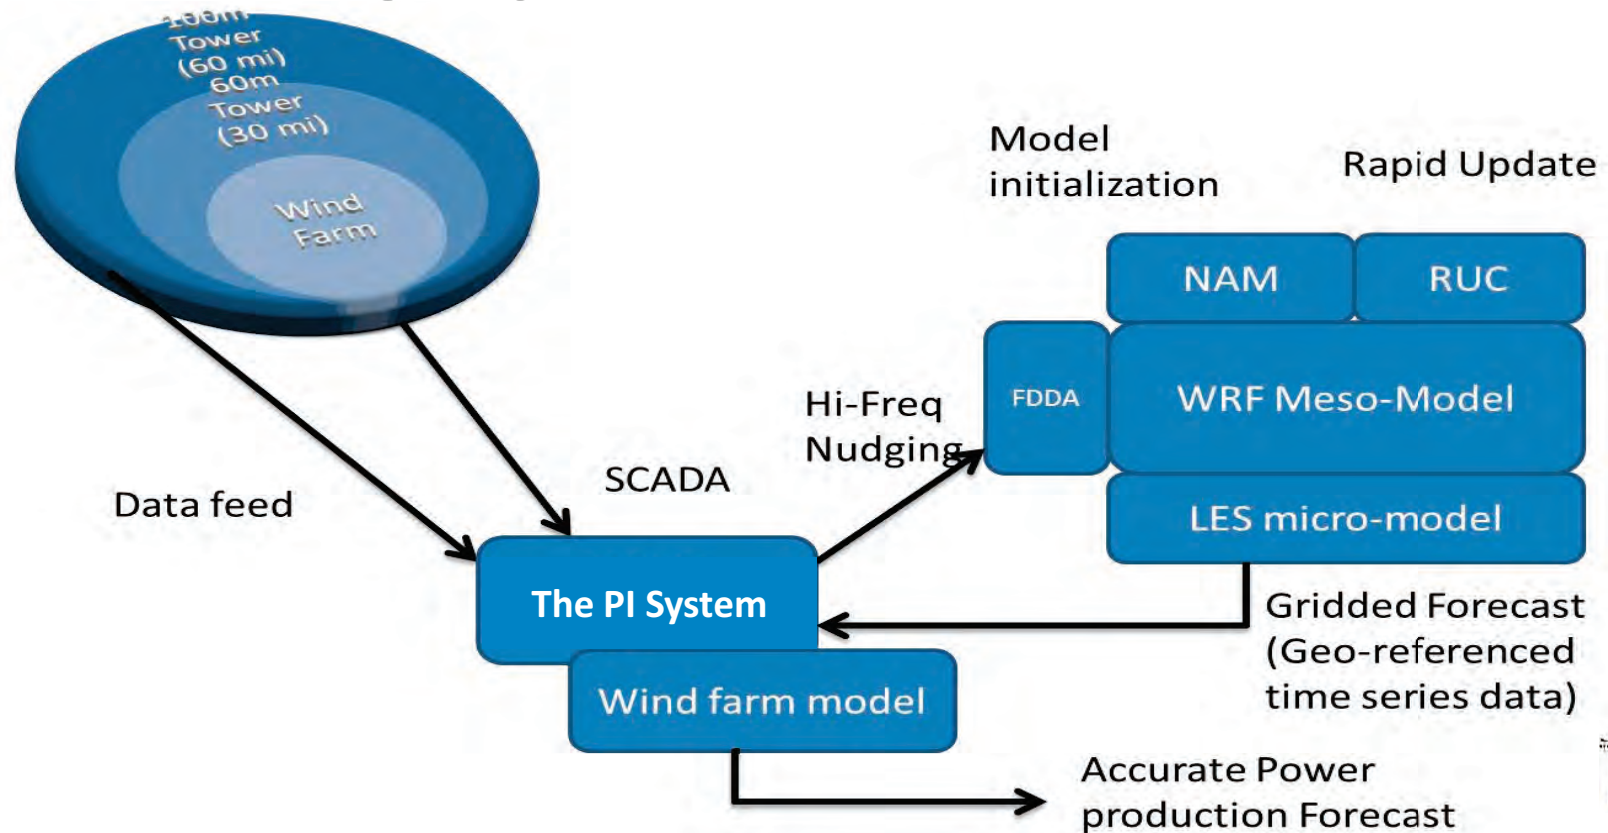 100m
Tower
(60 mi)
60m
Tower
(30 mi)
Wind
Farm
Model
initialization
Rapid Update
NAM
RUC
FDDA
WRF Meso-Model
Hi-Freq
Nudging
LES micro-model
SCADA
Data feed
The PI System
Gridded Forecast
(Geo-referenced
time series data)
Wind farm model
Accurate Power
production Forecast